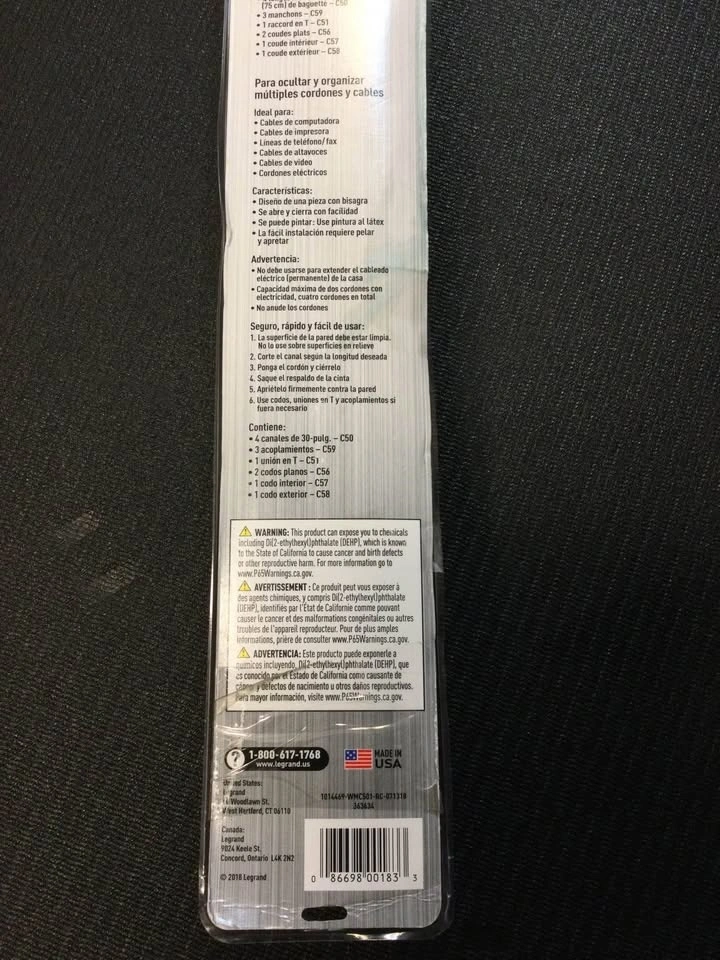 (75 cm) de baguette – C50
• 3 manchons – C59
• 1 raccord en T – C51
• 2 coudes plats – C56
• 1 coude intérieur – C57
• 1 coude extérieur – C58
Para ocultar y organizar
múltiples cordones y cables
Ideal para:
• Cables de computadora
• Cables de impresora
• Líneas de teléfono/fax
• Cables de altavoces
• Cables de video
• Cordones eléctricos
Características:
• Diseño de una pieza con bisagra
• Se abre y cierra con facilidad
• Se puede pintar: Use pintura al látex
• La fácil instalación requiere pelar
y apretar
Advertencia:
• No debe usarse para extender el cableado
eléctrico (permanente) de la casa
• Capacidad máxima de dos cordones con
electricidad, cuatro cordones en total
• No anude los cordones
Seguro, rápido y fácil de usar:
1. La superficie de la pared debe estar limpia.
No lo use sobre superficies en relieve
2. Corte el canal según la longitud deseada
3. Ponga el cordón y ciérrelo
4. Saque el respaldo de la cinta
5. Apriételo firmemente contra la pared
6. Use codos, uniones en T y acoplamientos si
fuera necesario
Contiene:
• 4 canales de 30-pulg. – C50
• 3 acoplamientos – C59
• 1 unión en T – C51
• 2 codos planos – C56
• 1 codo interior – C57
• 1 codo exterior – C58
WARNING: This product can expose you to chemicals
including Di(2-ethylhexyl)phthalate (DEHP), which is known
to the State of California to cause cancer and birth defects
or other reproductive harm. For more information go to
www.P65Warnings.ca.gov.
AVERTISSEMENT : Ce produit peut vous exposer à
des agents chimiques, y compris Di(2-ethylhexyl)phthalate
(DEHP), identifiés par l'État de Californie comme pouvant
causer le cancer et des malformations congénitales ou autres
troubles de l'appareil reproducteur. Pour de plus amples
informations, prière de consulter www.P65Warnings.ca.gov.
ADVERTENCIA: Este producto puede exponerle a
químicos incluyendo, Di(2-ethylhexyl)phthalate (DEHP), que
es conocido por el Estado de California como causante de
cáncer y defectos de nacimiento u otros daños reproductivos.
Para mayor información, visite www.P65Warnings.ca.gov.
? 1-800-617-1768
www.legrand.us
MADE IN
USA
United States:
Legrand
Woodlawn St.
West Hartford, CT 06110
1014469-WMC501-RC-071318
363634
Canada:
Legrand
9024 Keele St.
Concord, Ontario L4K 2N2
© 2018 Legrand
0 86698 00183 3